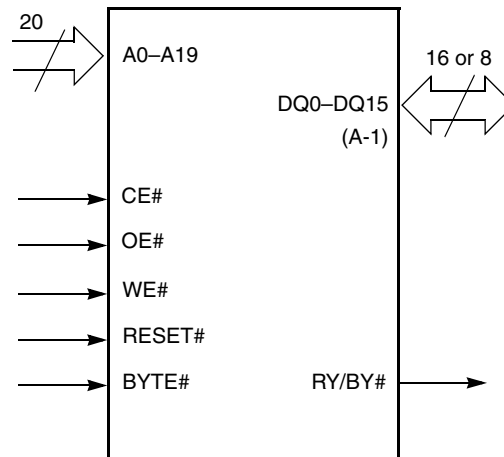 20
A0–A19
16 or 8
DQ0–DQ15
(A-1)
CE#
OE#
WE#
RESET#
BYTE#
RY/BY#